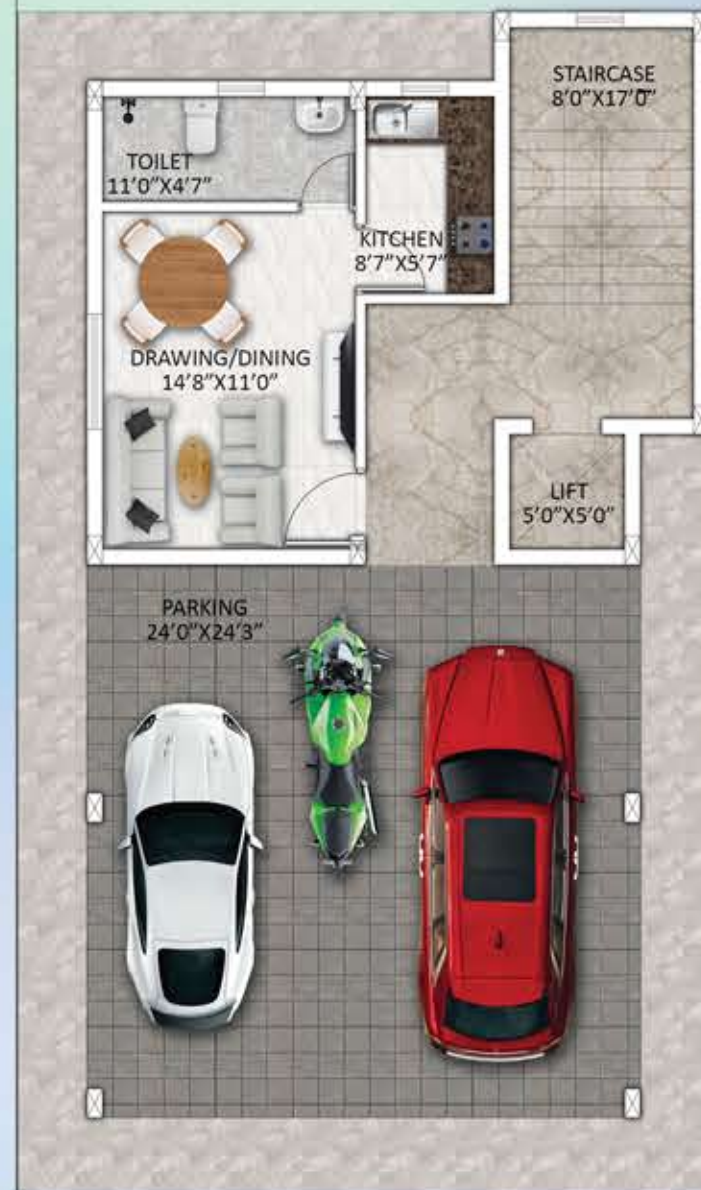 STAIRCASE
8'0"X17'0"
TOILET
11'0"X4'7"
KITCHEN
8'7"X5'7"
DRAWING/DINING
14'8"X11'0"
LIFT
5'0"X5'0"
PARKING
24'0"X24'3"